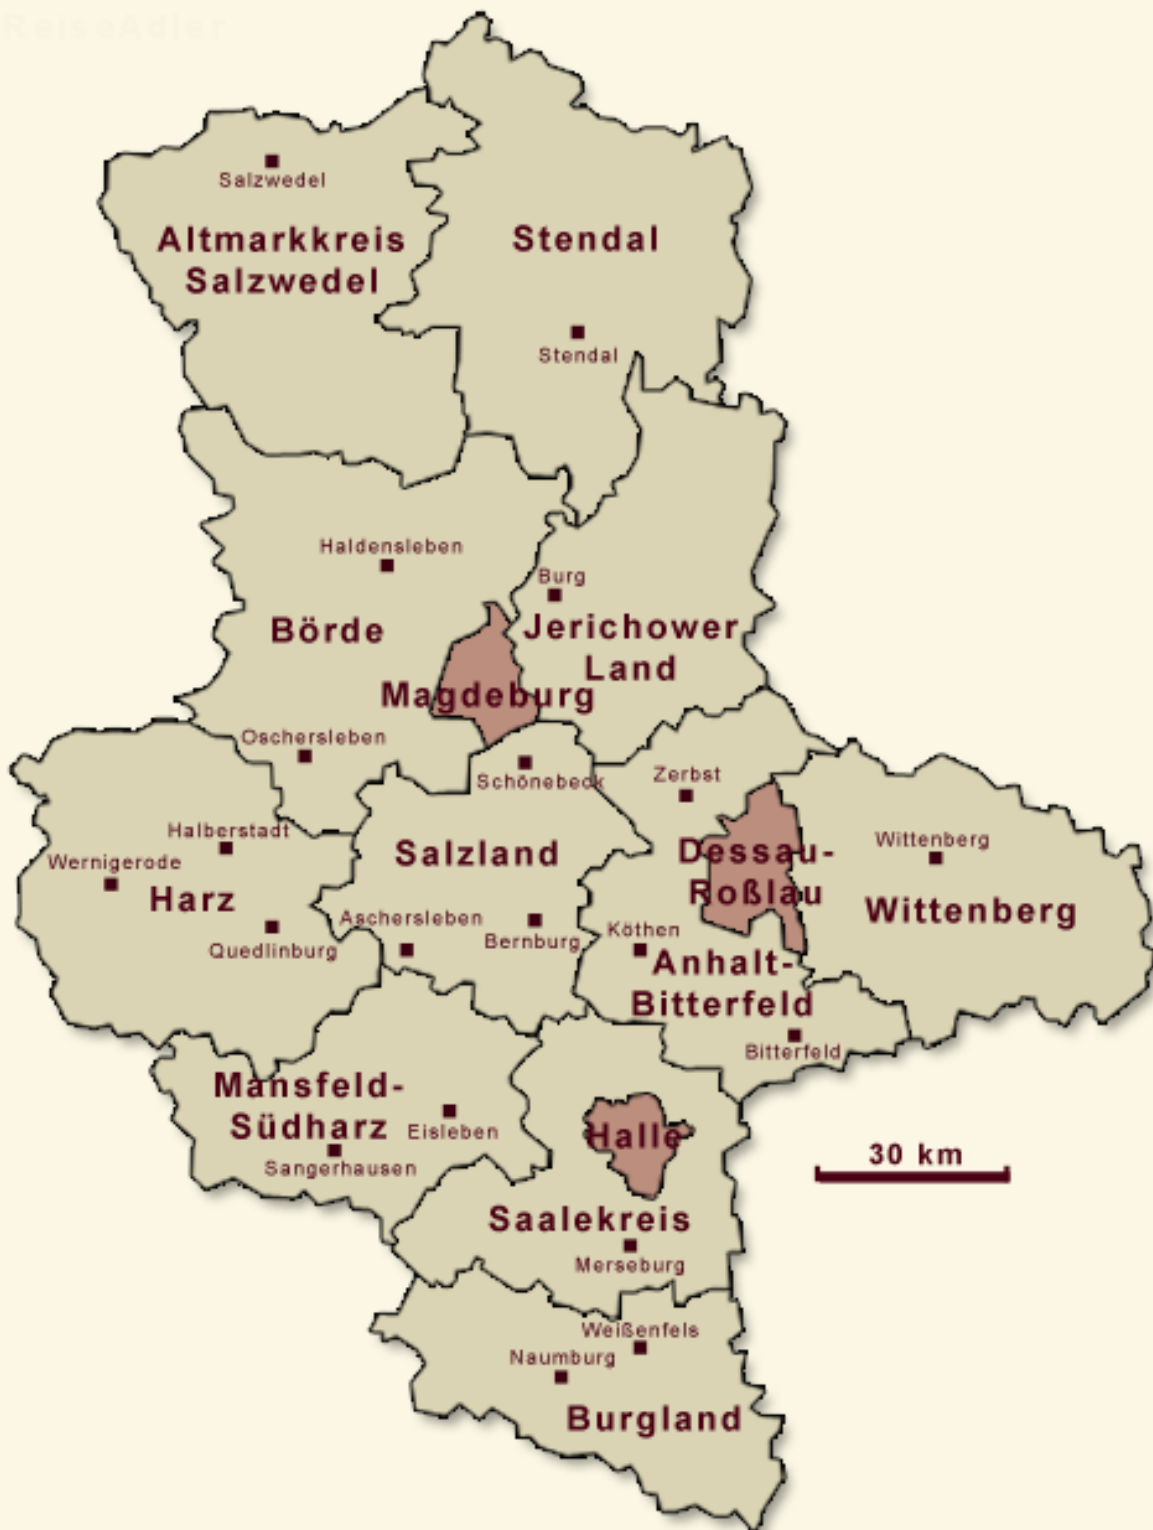 ReiseAdler
Salzwedel
Altmarkkreis
Salzwedel
Stendal
Stendal
Haldensleben
Burg
Börde
Jerichower
Land
Magdeburg
Oschersleben
Schönebeck
Zerbst
Halberstadt
Wernigerode
Harz
Quedlinburg
Salzland
Aschersleben
Bernburg
Dessau-
Roßlau
Wittenberg
Wittenberg
Köthen
Anhalt-
Bitterfeld
Bitterfeld
Mansfeld-
Südharz
Eisleben
Sangerhausen
Halle
30 km
Saalekreis
Merseburg
Weißenfels
Naumburg
Burgland